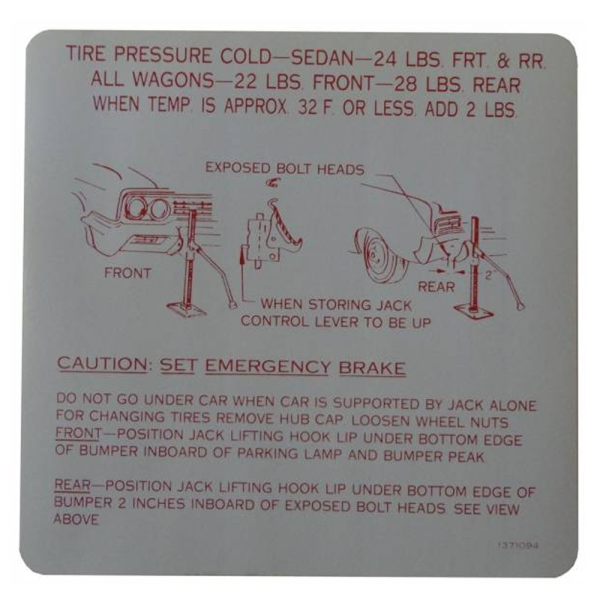 TIRE PRESSURE COLD—SEDAN—24 LBS. FRT. & RR.
ALL WAGONS—22 LBS. FRONT—28 LBS. REAR
WHEN TEMP. IS APPROX. 32 F. OR LESS, ADD 2 LBS.
EXPOSED BOLT HEADS
FRONT
REAR
2"
WHEN STORING JACK
CONTROL LEVER TO BE UP
CAUTION: SET EMERGENCY BRAKE
DO NOT GO UNDER CAR WHEN CAR IS SUPPORTED BY JACK ALONE
FOR CHANGING TIRES REMOVE HUB CAP. LOOSEN WHEEL NUTS
FRONT—POSITION JACK LIFTING HOOK LIP UNDER BOTTOM EDGE
OF BUMPER INBOARD OF PARKING LAMP AND BUMPER PEAK.
REAR—POSITION JACK LIFTING HOOK LIP UNDER BOTTOM EDGE OF
BUMPER 2 INCHES INBOARD OF EXPOSED BOLT HEADS SEE VIEW
ABOVE
1371094